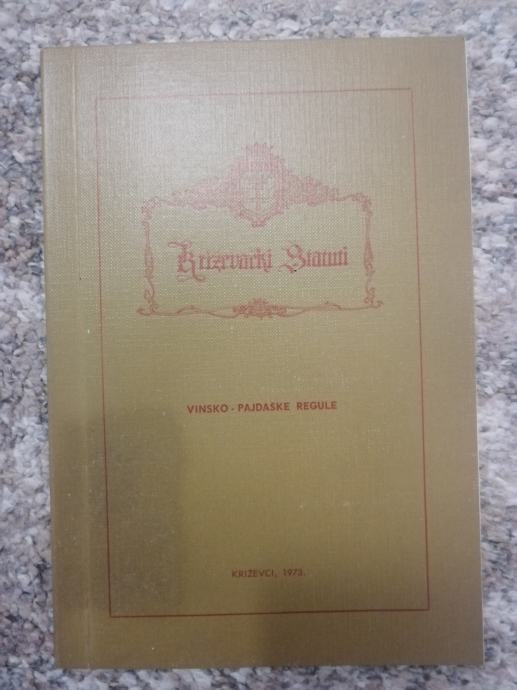 Križevački Statuti
VINSKO - PAJDAŠKE REGULE
KRIŽEVCI, 1973.